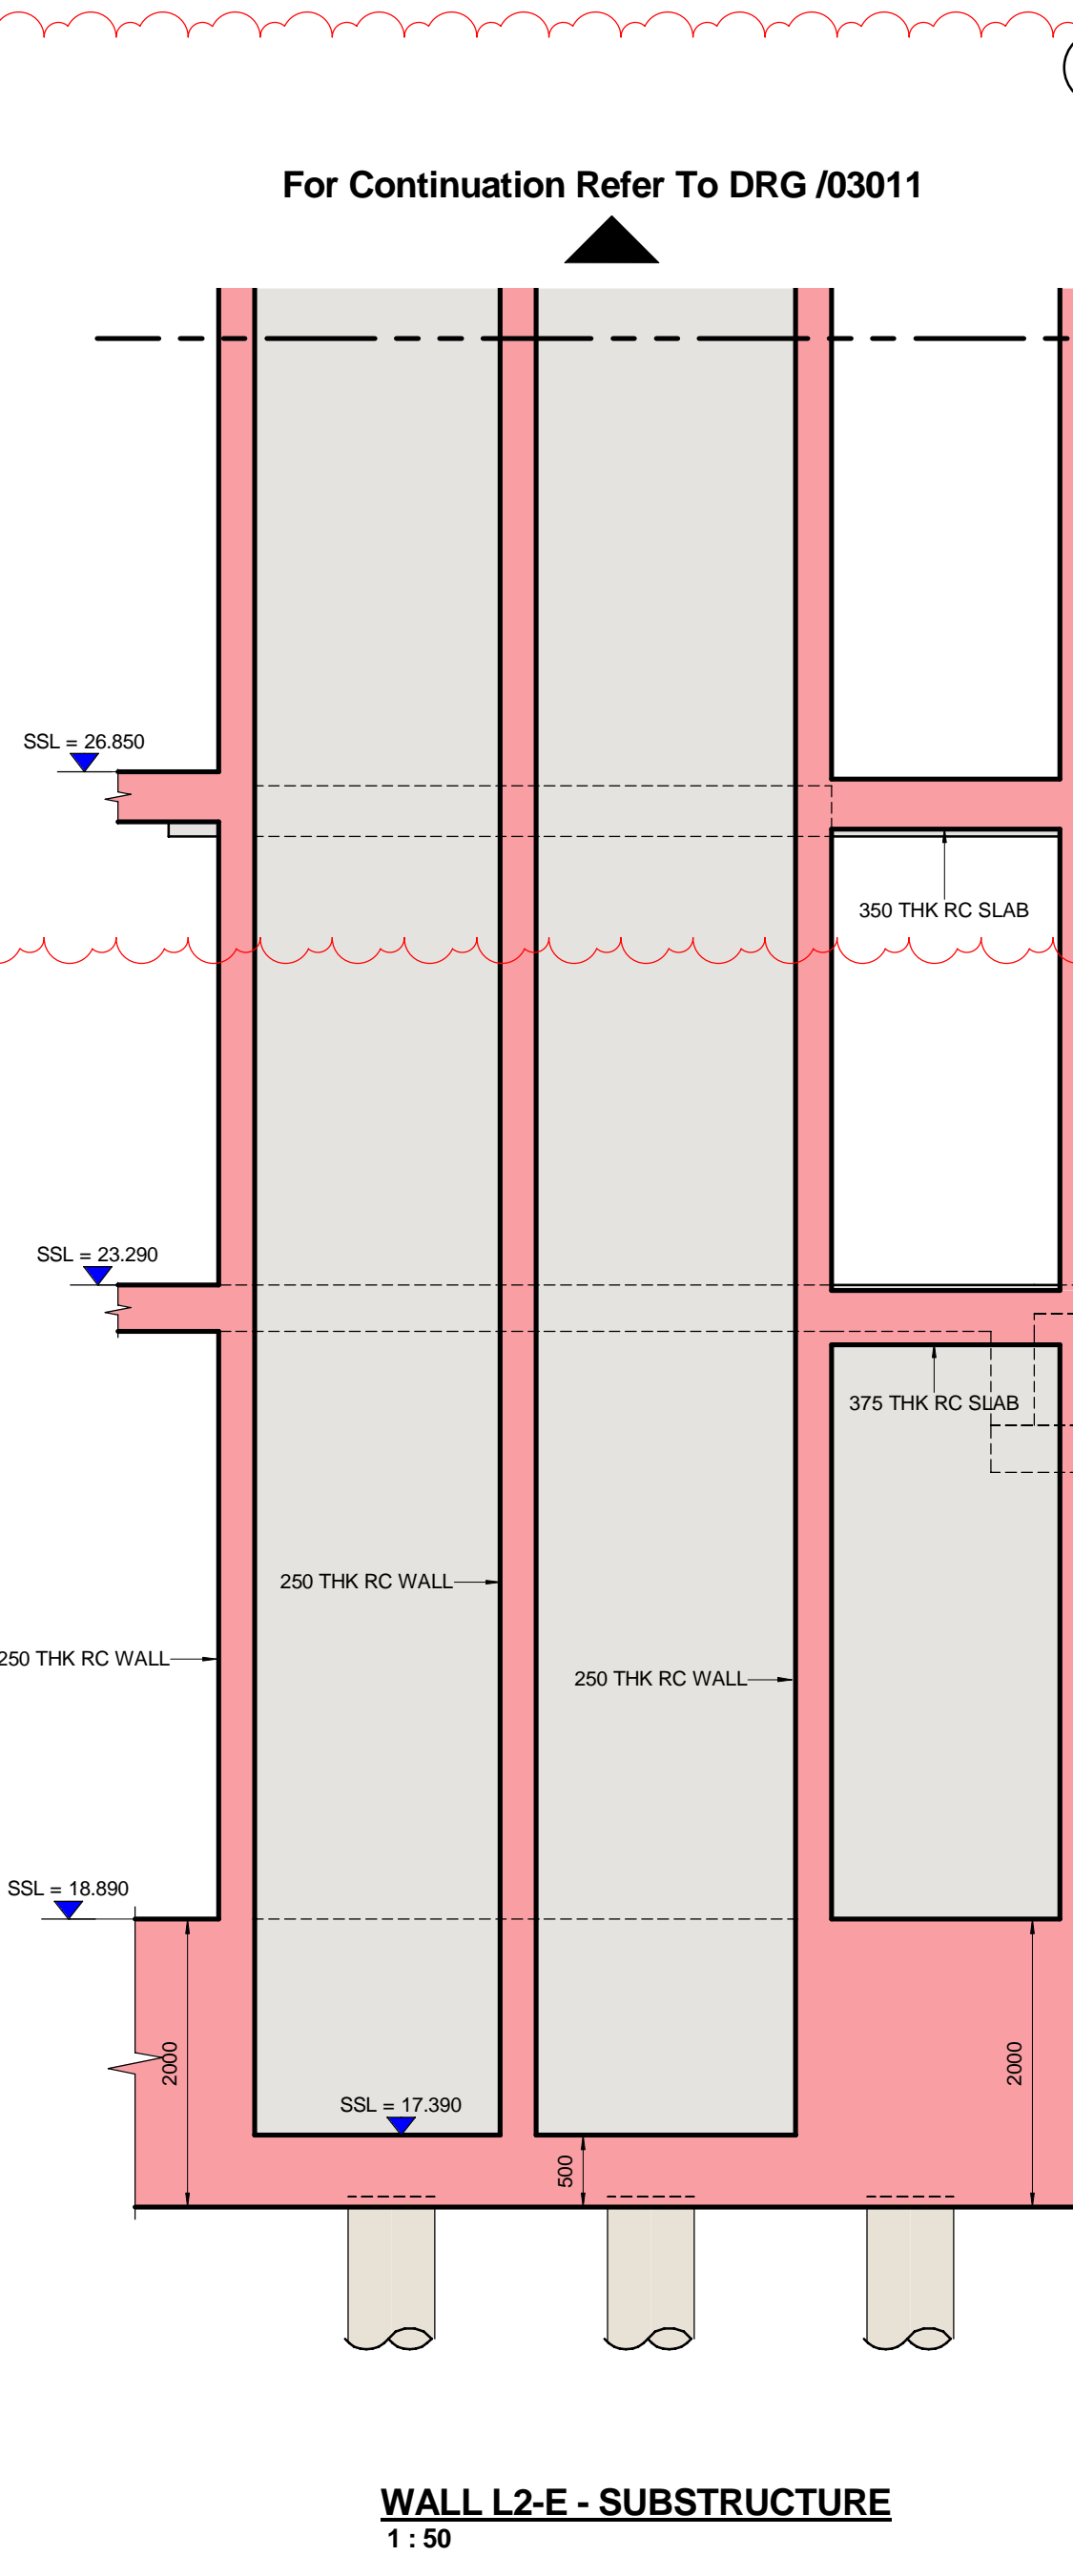 For Continuation Refer To DRG /03011
SSL = 26.850
350 THK RC SLAB
SSL = 23.290
375 THK RC SLAB
250 THK RC WALL
250 THK RC WALL
250 THK RC WALL
SSL = 18.890
2000
2000
SSL = 17.390
500
WALL L2-E - SUBSTRUCTURE
1 : 50